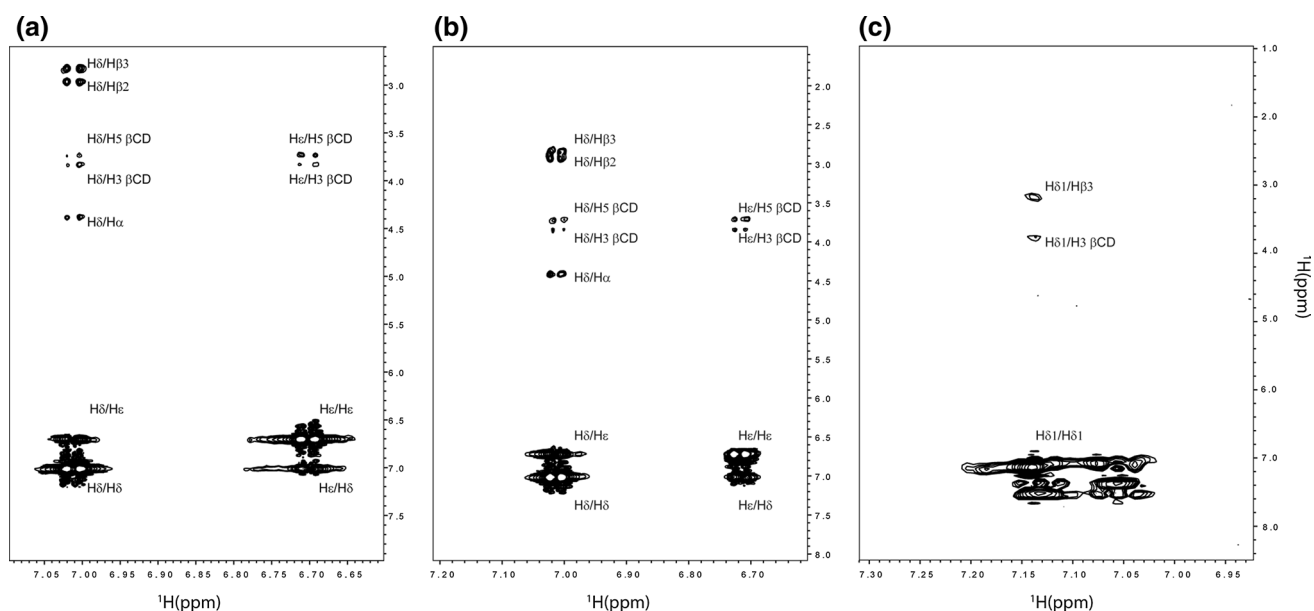 (a)
Hδ/Hβ3
Hδ/Hβ2
Hδ/H5 βCD
Hε/H5 βCD
Hδ/H3 βCD
Hε/H3 βCD
Hδ/Hα
Hδ/Hε
Hε/Hε
Hδ/Hδ
Hε/Hδ
3.0
3.5
4.0
4.5
5.0
5.5
6.0
6.5
7.0
7.5
7.05 7.00 6.95 6.90 6.85 6.80 6.75 6.70 6.65
¹H(ppm)
(b)
Hδ/Hβ3
Hδ/Hβ2
Hδ/H5 βCD
Hε/H5 βCD
Hδ/H3 βCD
Hε/H3 βCD
Hδ/Hα
Hδ/Hε
Hε/Hε
Hδ/Hδ
Hε/Hδ
2.0
2.5
3.0
3.5
4.0
4.5
5.0
5.5
6.0
6.5
7.0
7.5
8.0
7.20 7.10 7.00 6.90 6.80 6.70
¹H(ppm)
(c)
Hδ1/Hβ3
Hδ1/H3 βCD
Hδ1/Hδ1
1.0
2.0
3.0
4.0
5.0
6.0
7.0
8.0
¹H(ppm)
7.30 7.25 7.20 7.15 7.10 7.05 7.00 6.95
¹H(ppm)